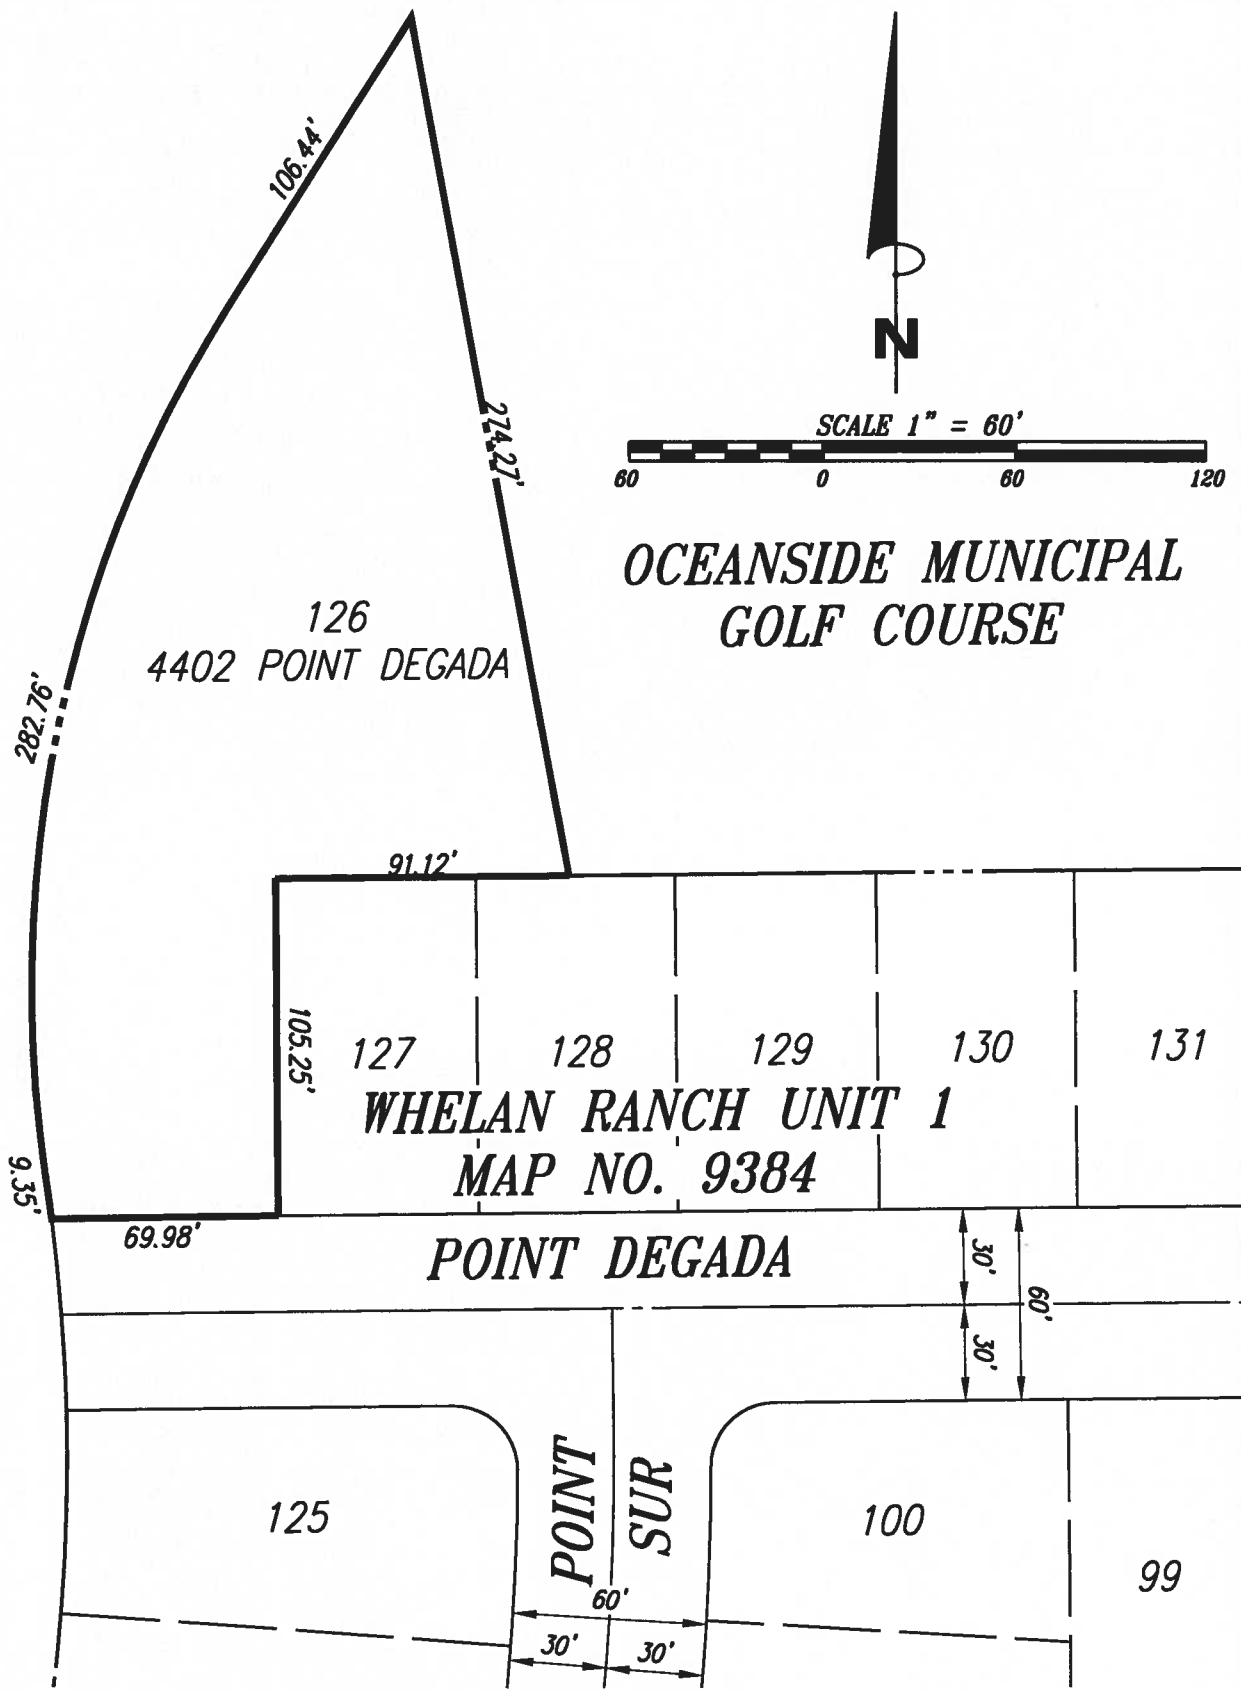 106.44'
N
274.27'
SCALE 1" = 60'
60 0 60 120
OCEANSIDE MUNICIPAL
GOLF COURSE
126
4402 POINT DEGADA
282.76'
91.12'
105.25'
127 128 129 130 131
WHELAN RANCH UNIT 1
MAP NO. 9384
9.35'
69.98'
POINT DEGADA
30'
60'
30'
POINT
SUR
125
100
99
60'
30' 30'